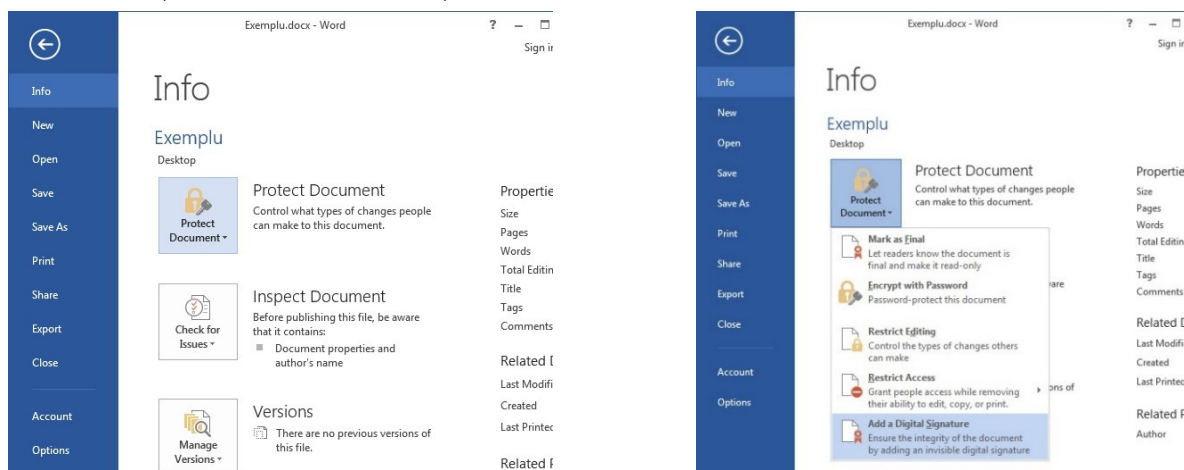 Exemplu.docx - Word
? 
Sign in
Info
New
Open
Save
Save As
Print
Share
Export
Close
Account
Options
Info
Exemplu
Desktop
Protect
Document
Protect Document
Control what types of changes people
can make to this document.
Check for
Issues
Inspect Document
Before publishing this file, be aware
that it contains:
Document properties and
author's name
Manage
Versions
Versions
There are no previous versions of
this file.
Propertie
Size
Pages
Words
Total Editin
Title
Tags
Comments
Related D
Last Modifi
Created
Last Printed
Related P
Exemplu.docx - Word
?
Sign in
Info
New
Open
Save
Save As
Print
Share
Export
Close
Account
Options
Info
Exemplu
Desktop
Protect
Document
Protect Document
Control what types of changes people
can make to this document.
Mark as Final
Let readers know the document is
final and make it read-only
Encrypt with Password
Password-protect this document
Restrict Editing
Control the types of changes others
can make
Restrict Access
Grant people access while removing
their ability to edit, copy, or print.
Add a Digital Signature
Ensure the integrity of the document
by adding an invisible digital signature
are
ons of
Propertie
Size
Pages
Words
Total Editin
Title
Tags
Comments
Related D
Last Modifi
Created
Last Printed
Related P
Author